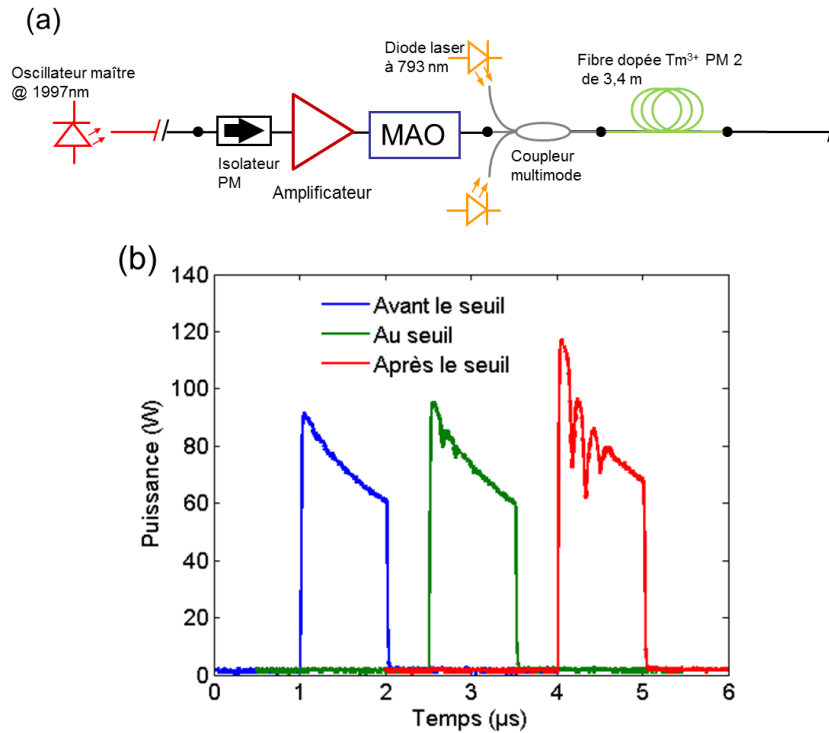 (a)
Oscillateur maître
@ 1997nm
Isolateur
PM
Amplificateur
MAO
Diode laser
à 793 nm
Coupleur
multimode
Fibre dopée Tm³⁺ PM 2
de 3,4 m
(b)
140
120
100
80
60
40
20
0
Puissance (W)
Avant le seuil
Au seuil
Après le seuil
0 1 2 3 4 5 6
Temps (µs)